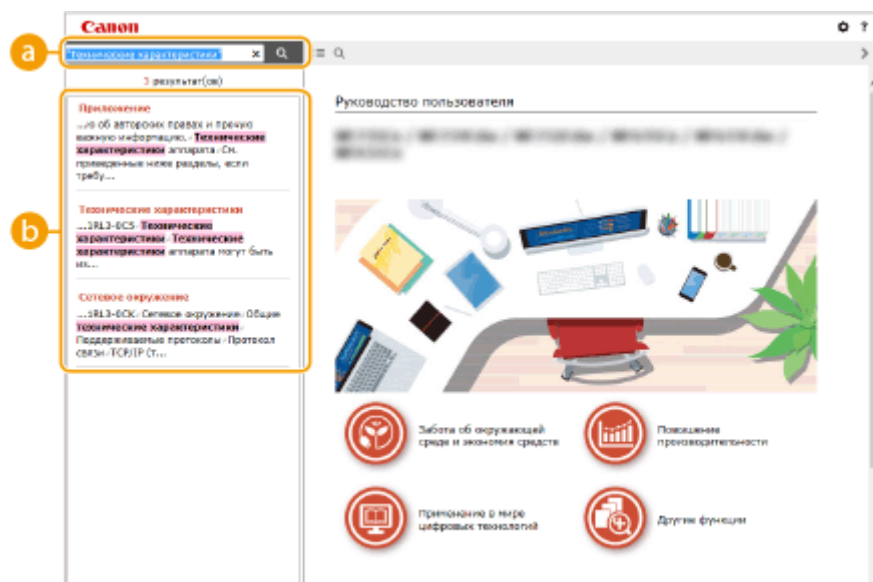 Canon
?
a
"Технические характеристики"
3 результат(ов)
b
Приложение
...ю об авторских правах и прочую
важную информацию. Технические
характеристики аппарата См.
приведенные ниже разделы, если
требу...
Технические характеристики
...1RL3-0C5 Технические
характеристики Технические
характеристики аппарата могут быть
из...
Сетевое окружение
...1RL3-0CK Сетевое окружение Общие
технические характеристики
Поддерживаемые протоколы Протокол
связи TCP/IP (т...
Руководство пользователя
Забота об окружающей
среде и экономия средств
Повышение
производительности
Применение в мире
цифровых технологий
Другие функции